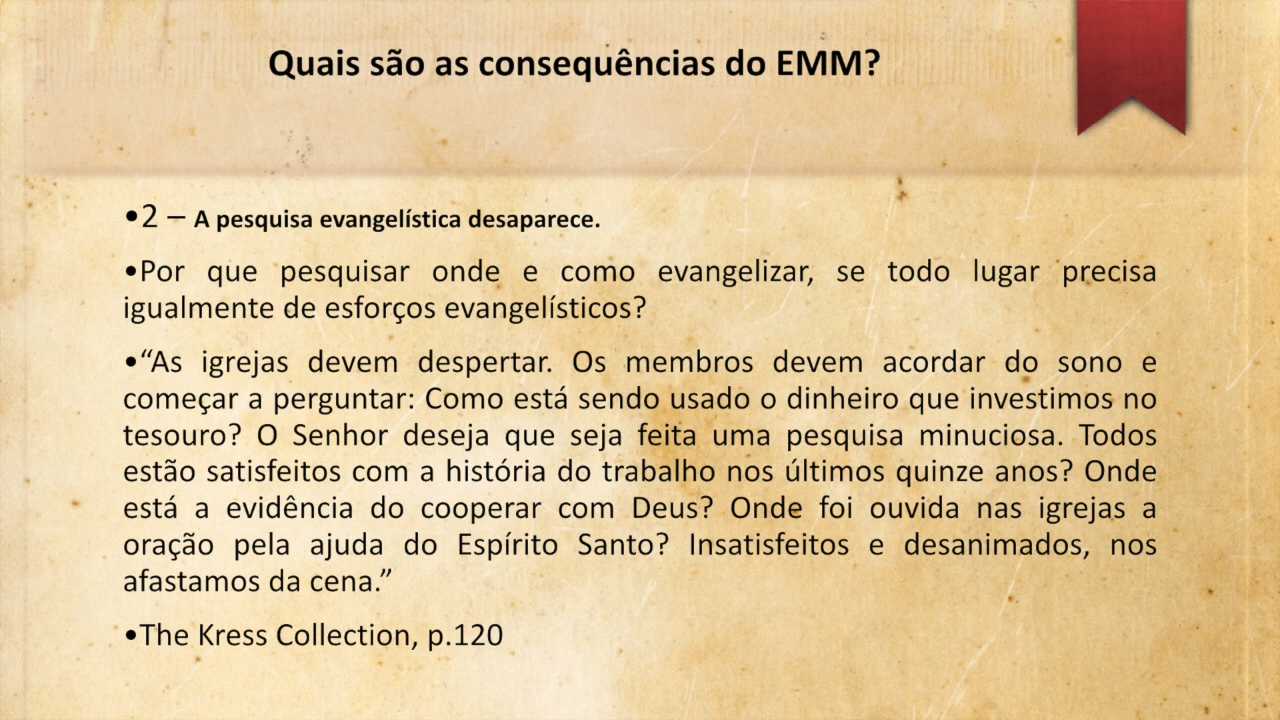 Quais são as consequências do EMM?
•2 – A pesquisa evangelística desaparece.
•Por que pesquisar onde e como evangelizar, se todo lugar precisa
igualmente de esforços evangelísticos?
•“As igrejas devem despertar. Os membros devem acordar do sono e
começar a perguntar: Como está sendo usado o dinheiro que investimos no
tesouro? O Senhor deseja que seja feita uma pesquisa minuciosa. Todos
estão satisfeitos com a história do trabalho nos últimos quinze anos? Onde
está a evidência do cooperar com Deus? Onde foi ouvida nas igrejas a
oração pela ajuda do Espírito Santo? Insatisfeitos e desanimados, nos
afastamos da cena.”
•The Kress Collection, p.120